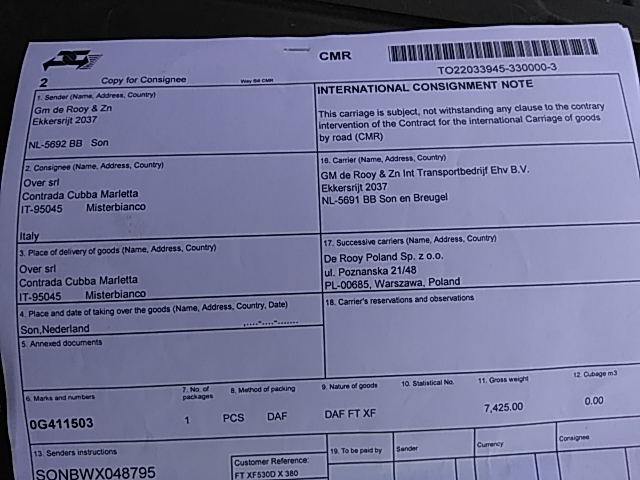 CMR
TO22033945-330000-3
2 Copy for Consignee Way Bill CMR
INTERNATIONAL CONSIGNMENT NOTE
This carriage is subject, not withstanding any clause to the contrary
intervention of the Contract for the international Carriage of goods
by road (CMR)
1. Sender (Name, Address, Country)
Gm de Rooy & Zn
Ekkersrijt 2037
NL-5692 BB Son
2. Consignee (Name, Address, Country)
Over srl
Contrada Cubba Marletta
IT-95045 Misterbianco
Italy
16. Carrier (Name, Address, Country)
GM de Rooy & Zn Int Transportbedrijf Ehv B.V.
Ekkersrijt 2037
NL-5691 BB Son en Breugel
3. Place of delivery of goods (Name, Address, Country)
Over srl
Contrada Cubba Marletta
IT-95045 Misterbianco
17. Successive carriers (Name, Address, Country)
De Rooy Poland Sp. z o.o.
ul. Poznanska 21/48
PL-00685, Warszawa, Poland
4. Place and date of taking over the goods (Name, Address, Country, Date)
Son,Nederland
18. Carrier's reservations and observations
5. Annexed documents
6. Marks and numbers
7. No. of
packages
8. Method of packing
9. Nature of goods
10. Statistical No.
11. Gross weight
12. Cubage m3
0G411503 1 PCS DAF DAF FT XF 7,425.00 0.00
13. Senders instructions
SONBWX048795
Customer Reference:
FT XF530D X 380
19. To be paid by
Sender
Currency
Consignee